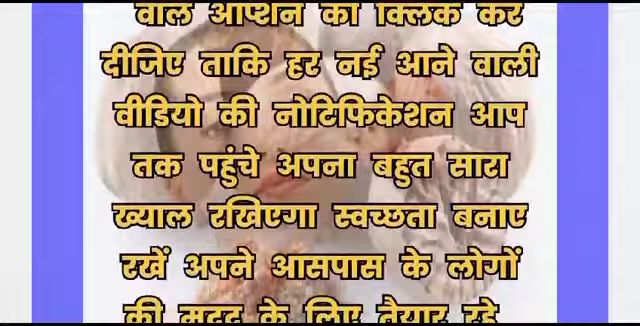 वाले ऑप्शन को क्लिक कर
दीजिए ताकि हर नई आने वाली
वीडियो की नोटिफिकेशन आप
तक पहुंचे अपना बहुत सारा
ख्याल रखिएगा स्वच्छता बनाए
रखें अपने आसपास के लोगों
की मदद के लिए तैयार रहे